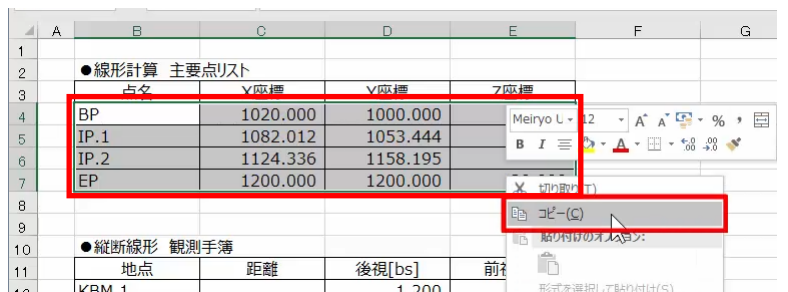 A B C D E F G
1
2 ●線形計算 主要点リスト
3 点名 X座標 Y座標 Z座標
4 BP 1020.000 1000.000
Meiryo U 12 A A % ,
5 IP.1 1082.012 1053.444
B I A .00 .0
6 IP.2 1124.336 1158.195
7 EP 1200.000 1200.000
切り取り(T)
8 コピー(C)
9 貼り付けのオプション:
10 ●縦断線形 観測手簿
11 地点 距離 後視[bs]
KBM.1 1.200
形式を選択して貼り付け(S)